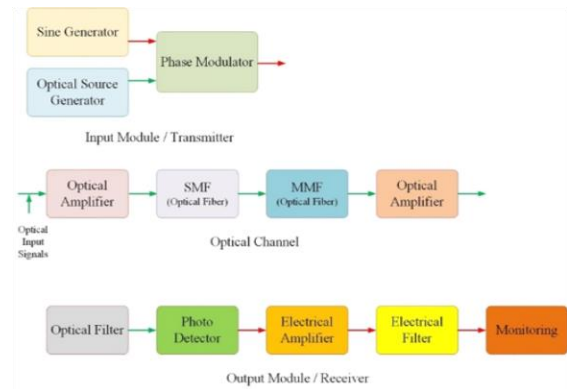 Sine Generator
Optical Source
Generator
Phase Modulator
Input Module / Transmitter
Optical
Amplifier
SMF
(Optical Fiber)
MMF
(Optical Fiber)
Optical
Amplifier
Optical
Input
Signals
Optical Channel
Optical Filter
Photo
Detector
Electrical
Amplifier
Electrical
Filter
Monitoring
Output Module / Receiver